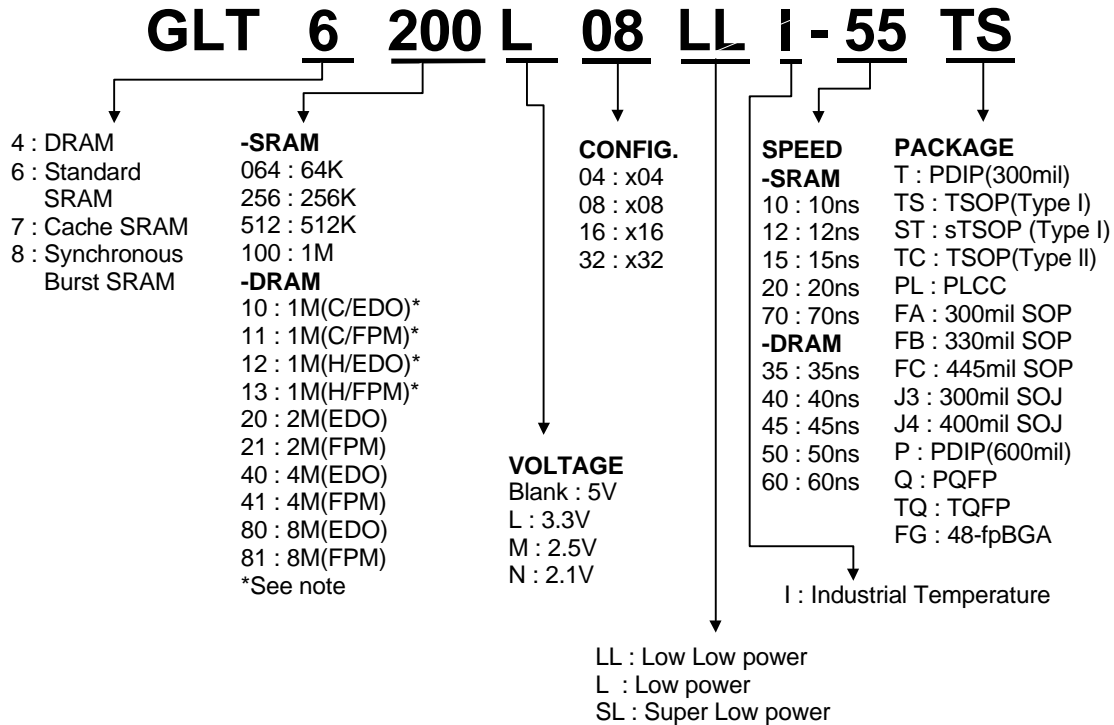 GLT 6 200 L 08 LL I - 55 TS
4 : DRAM
6 : Standard
SRAM
7 : Cache SRAM
8 : Synchronous
Burst SRAM
-SRAM
064 : 64K
256 : 256K
512 : 512K
100 : 1M
-DRAM
10 : 1M(C/EDO)*
11 : 1M(C/FPM)*
12 : 1M(H/EDO)*
13 : 1M(H/FPM)*
20 : 2M(EDO)
21 : 2M(FPM)
40 : 4M(EDO)
41 : 4M(FPM)
80 : 8M(EDO)
81 : 8M(FPM)
*See note
VOLTAGE
Blank : 5V
L : 3.3V
M : 2.5V
N : 2.1V
CONFIG.
04 : x04
08 : x08
16 : x16
32 : x32
LL : Low Low power
L : Low power
SL : Super Low power
I : Industrial Temperature
SPEED
-SRAM
10 : 10ns
12 : 12ns
15 : 15ns
20 : 20ns
70 : 70ns
-DRAM
35 : 35ns
40 : 40ns
45 : 45ns
50 : 50ns
60 : 60ns
PACKAGE
T : PDIP(300mil)
TS : TSOP(Type I)
ST : sTSOP (Type I)
TC : TSOP(Type ll)
PL : PLCC
FA : 300mil SOP
FB : 330mil SOP
FC : 445mil SOP
J3 : 300mil SOJ
J4 : 400mil SOJ
P : PDIP(600mil)
Q : PQFP
TQ : TQFP
FG : 48-fpBGA